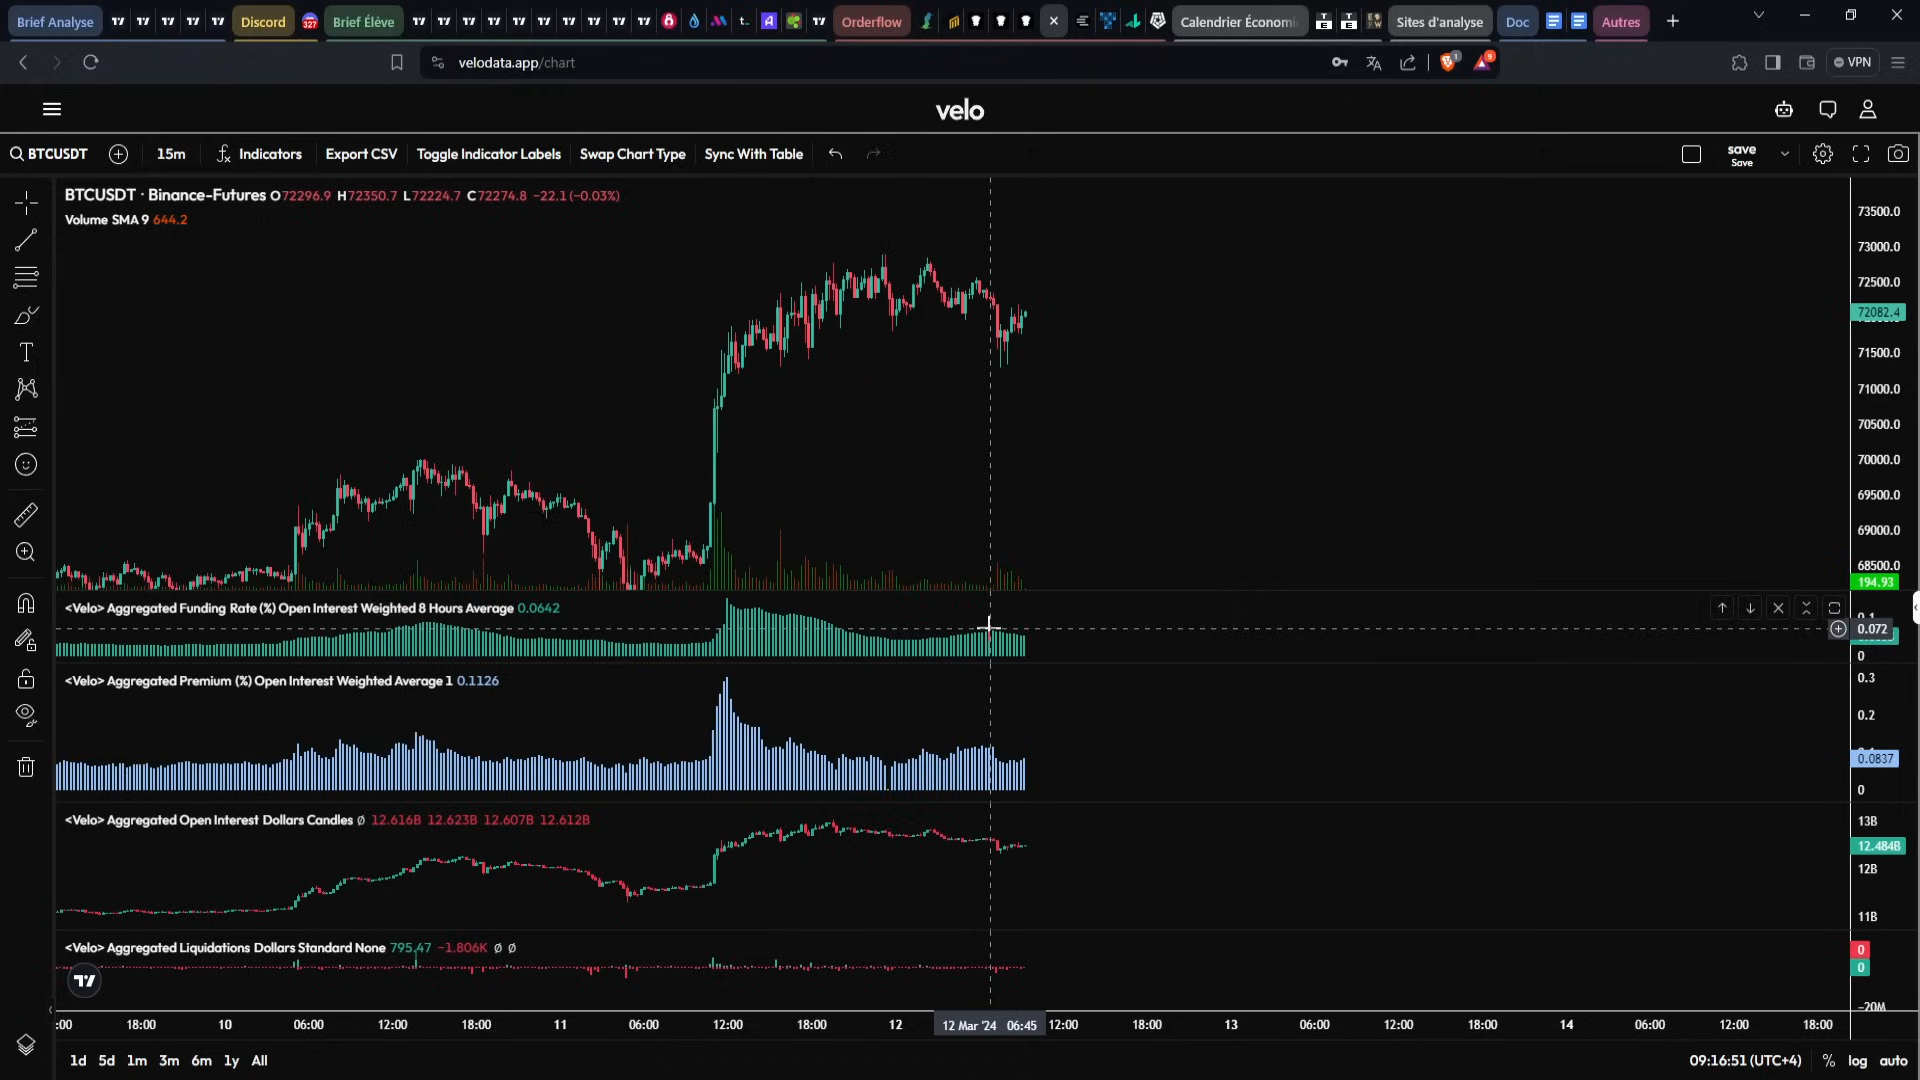 Brief Analyse Discord 327 Brief Élève t. A Orderflow Calendrier Économi Sites d'analyse Doc Autres
velodata.app/chart 1 9 VPN
velo
BTCUSDT 15m Indicators Export CSV Toggle Indicator Labels Swap Chart Type Sync With Table save
Save
BTCUSDT · Binance-Futures O72296.9 H72350.7 L72224.7 C72274.8 −22.1 (−0.03%)
Volume SMA 9 644.2
73500.0
73000.0
72500.0
72082.4
71500.0
71000.0
70500.0
70000.0
69500.0
69000.0
68500.0
194.93
<Velo> Aggregated Funding Rate (%) Open Interest Weighted 8 Hours Average 0.0642
0.072
0
<Velo> Aggregated Premium (%) Open Interest Weighted Average 1 0.1126
0.3
0.2
0.0837
0
<Velo> Aggregated Open Interest Dollars Candles ∅ 12.616B 12.623B 12.607B 12.612B
13B
12.484B
12B
11B
<Velo> Aggregated Liquidations Dollars Standard None 795.47 −1.806K ∅ ∅
0
0
−20M
:00 18:00 10 06:00 12:00 18:00 11 06:00 12:00 18:00 12 12 Mar '24 06:45 12:00 18:00 13 06:00 12:00 18:00 14 06:00 12:00 18:00
1d 5d 1m 3m 6m 1y All 09:16:51 (UTC+4) % log auto